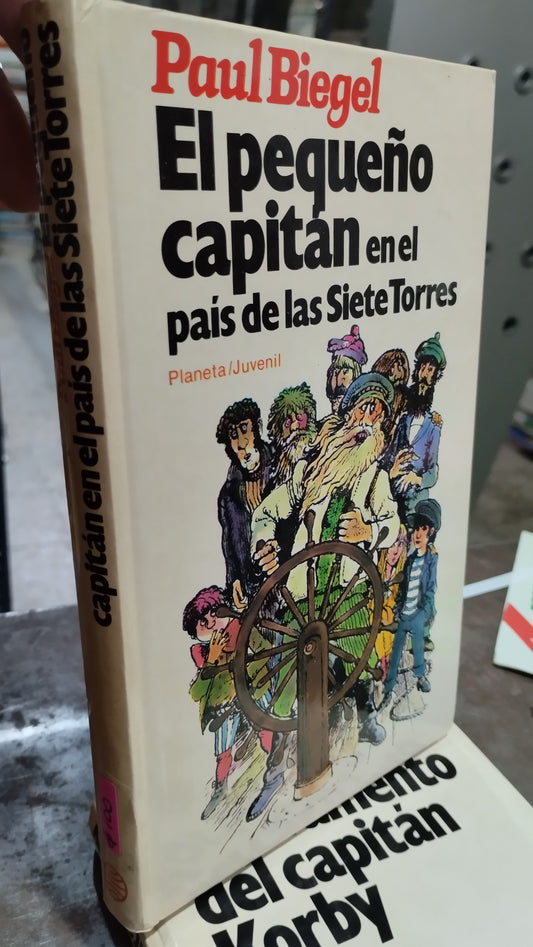 Paul Biegel
El pequeño
capitán en el
país de las Siete Torres
Planeta/Juvenil
capitán en el país de las Siete Torres
del capitán
Korby